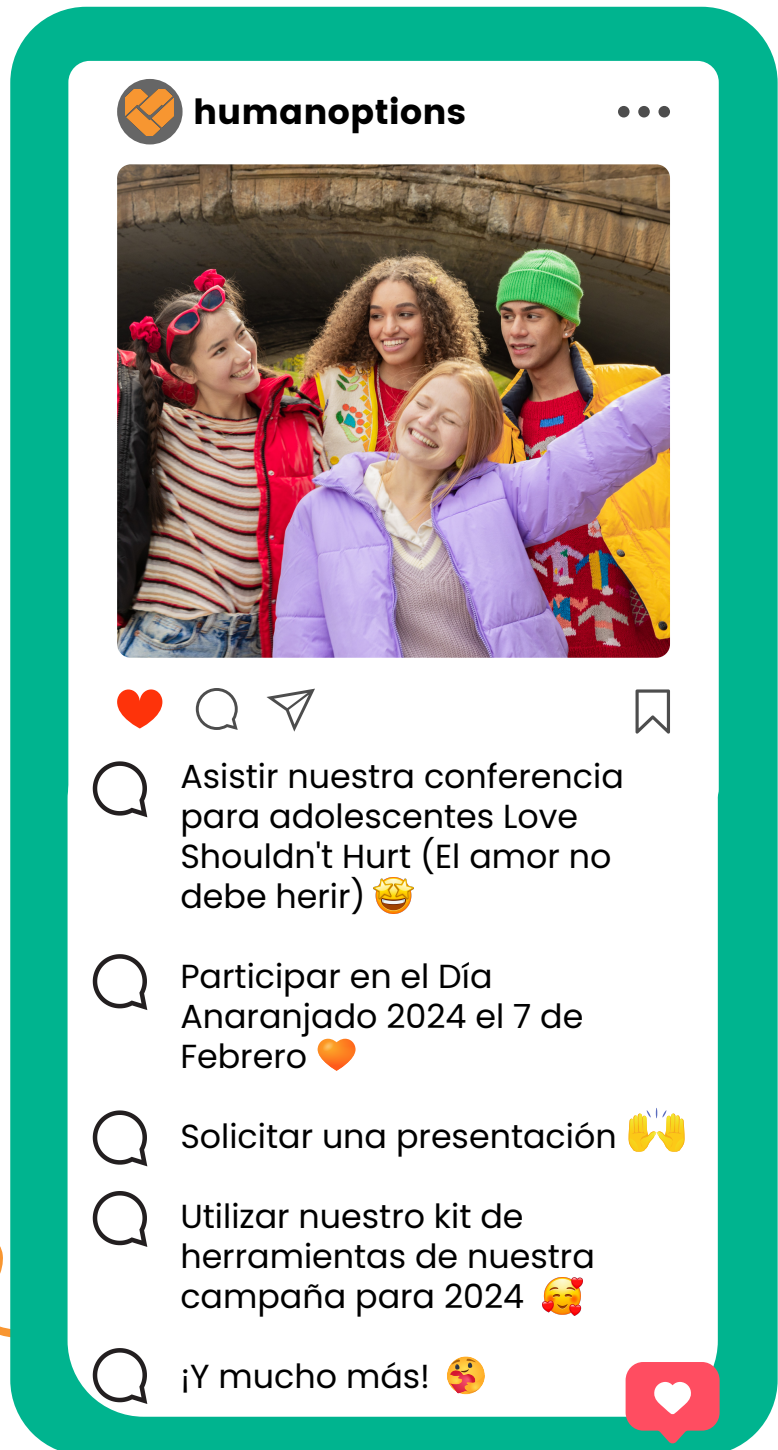 humanoptions
Asistir nuestra conferencia
para adolescentes Love
Shouldn't Hurt (El amor no
debe herir) 🤩
Participar en el Día
Anaranjado 2024 el 7 de
Febrero 🧡
Solicitar una presentación 🙌
Utilizar nuestro kit de
herramientas de nuestra
campaña para 2024 🥰
¡Y mucho más! 🤗